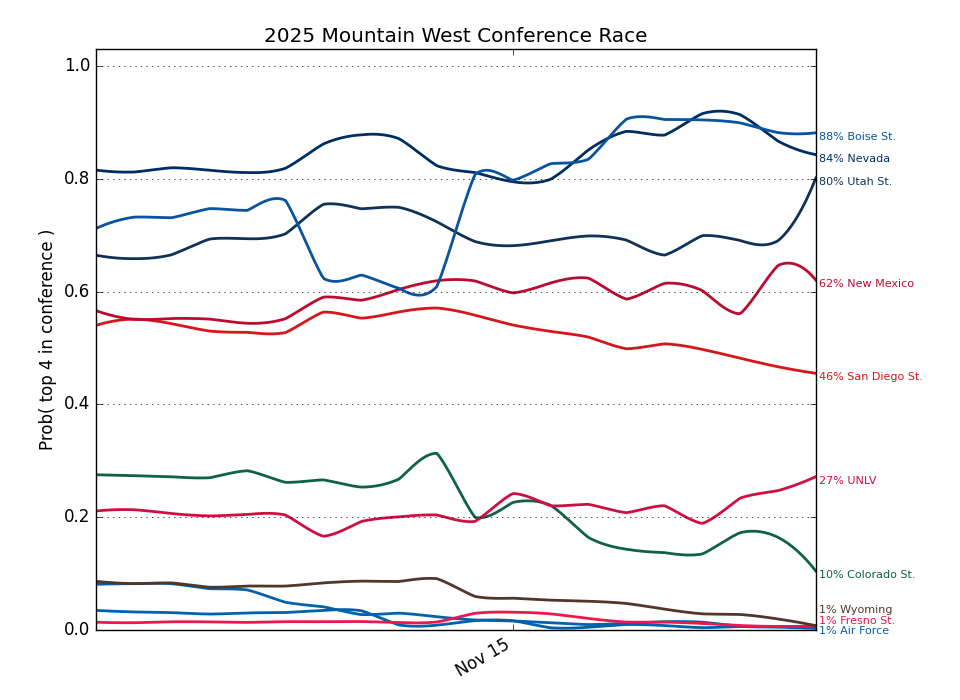 2025 Mountain West Conference Race
Prob( top 4 in conference )
1.0
0.8
0.6
0.4
0.2
0.0
Nov 15
88% Boise St.
84% Nevada
80% Utah St.
62% New Mexico
46% San Diego St.
27% UNLV
10% Colorado St.
1% Wyoming
1% Fresno St.
1% Air Force